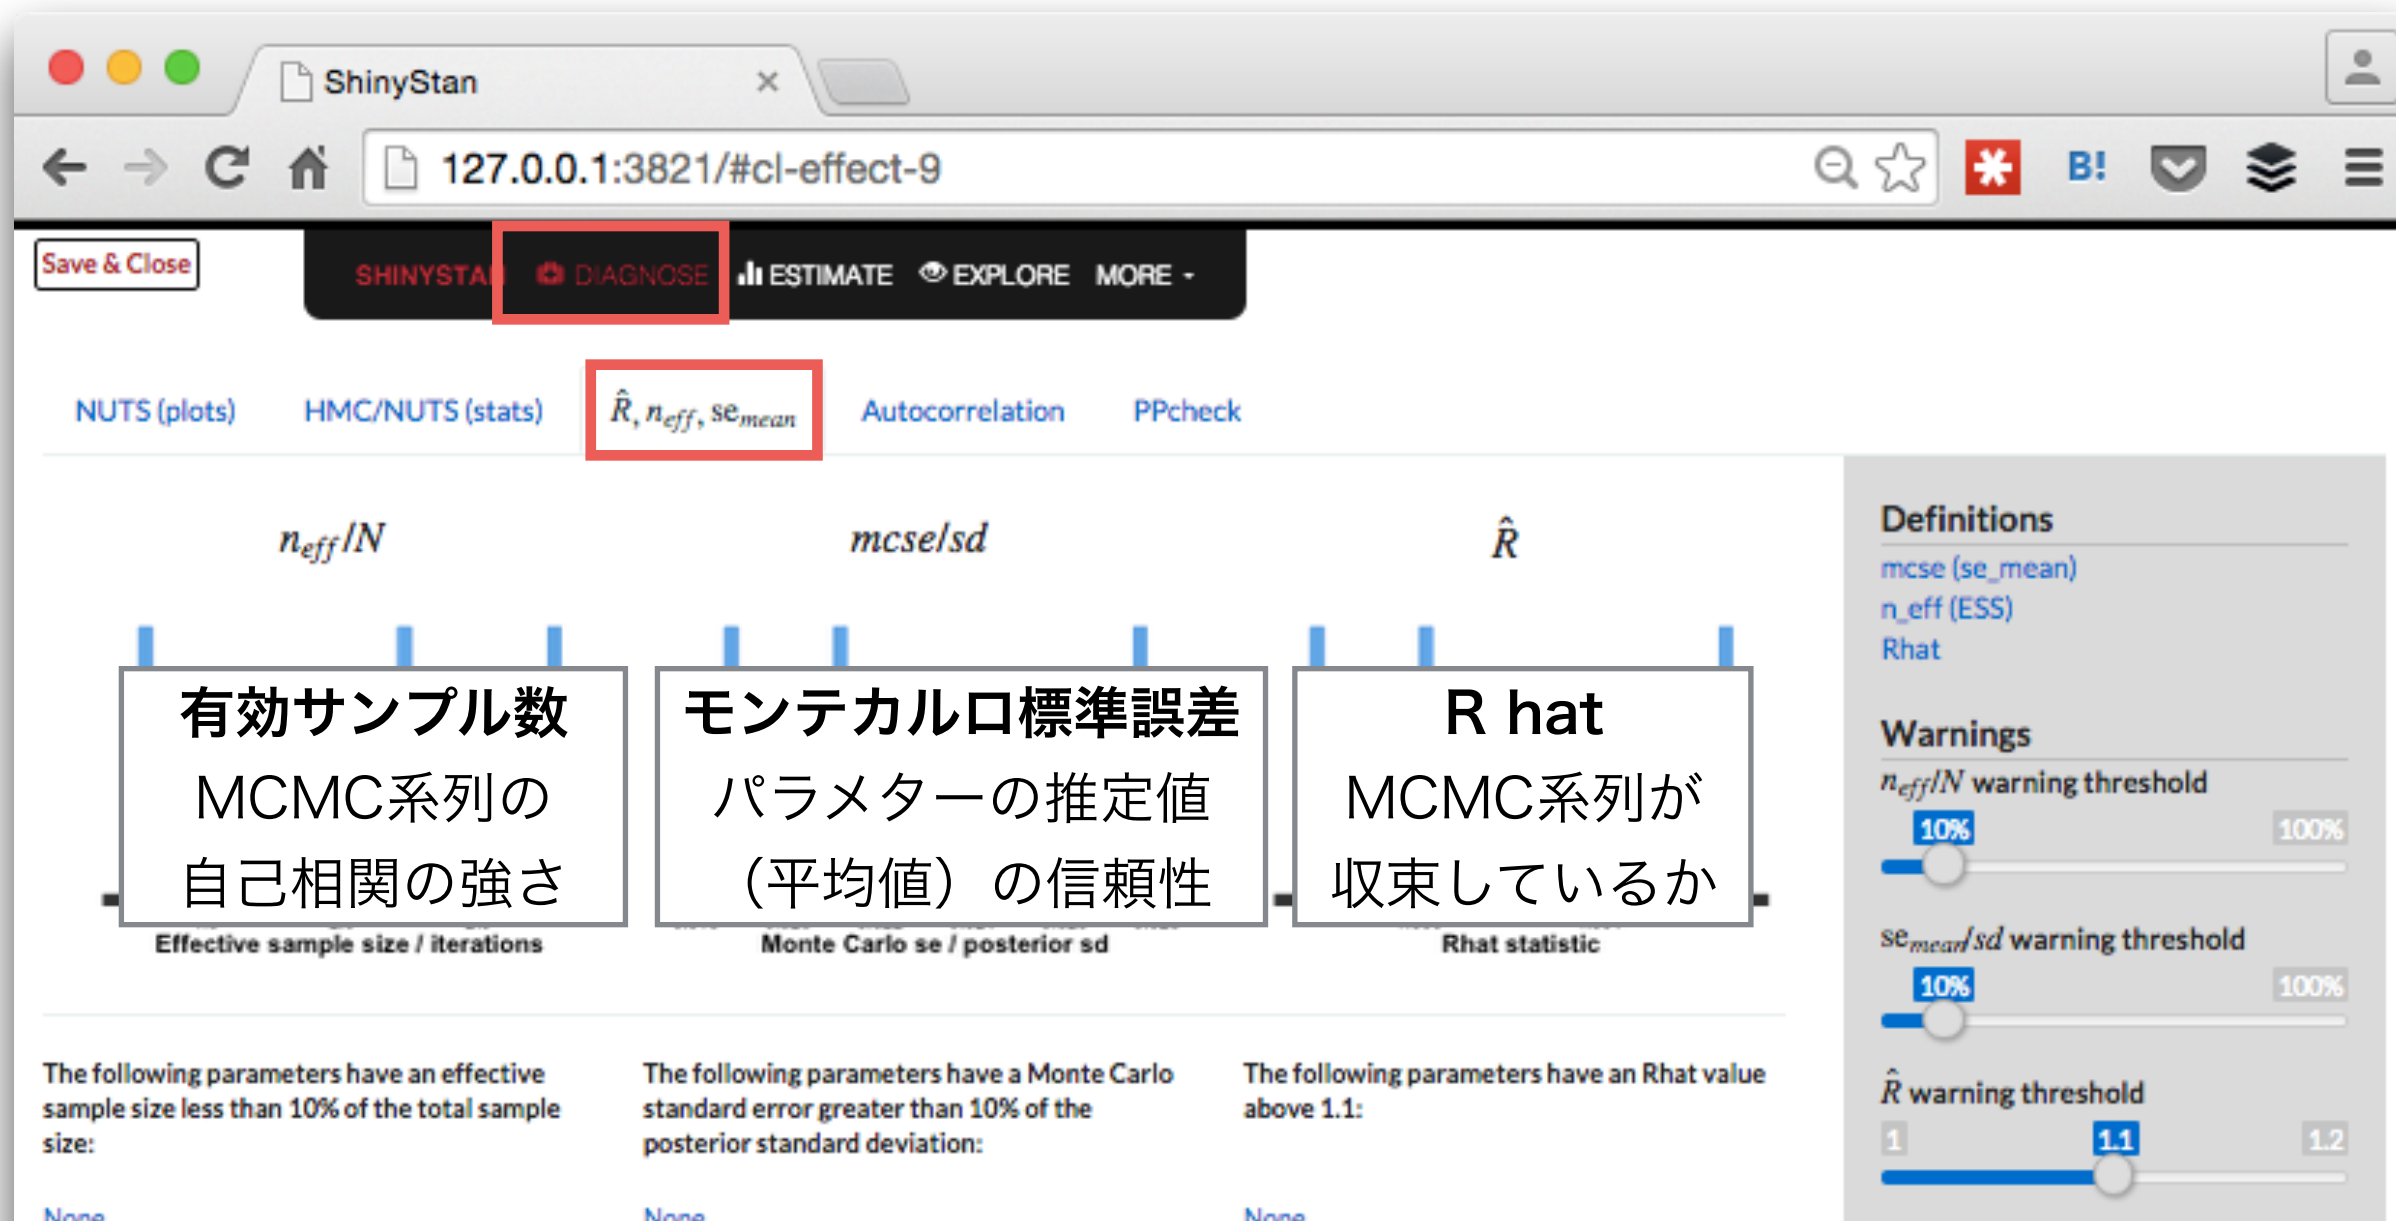 ShinyStan
127.0.0.1:3821/#cl-effect-9
B!
Save & Close
SHINYSTAN DIAGNOSE ESTIMATE EXPLORE MORE
NUTS (plots) HMC/NUTS (stats) R̂, n_eff, se_mean Autocorrelation PPcheck
n_eff/N mcse/sd R̂
有効サンプル数
MCMC系列の
自己相関の強さ
モンテカルロ標準誤差
パラメターの推定値
（平均値）の信頼性
R hat
MCMC系列が
収束しているか
Effective sample size / iterations
Monte Carlo se / posterior sd
Rhat statistic
The following parameters have an effective
sample size less than 10% of the total sample
size:
None
The following parameters have a Monte Carlo
standard error greater than 10% of the
posterior standard deviation:
None
The following parameters have an Rhat value
above 1.1:
None
Definitions
mcse (se_mean)
n_eff (ESS)
Rhat
Warnings
n_eff/N warning threshold
10% 100%
se_mean/sd warning threshold
10% 100%
R̂ warning threshold
1 1.1 1.2